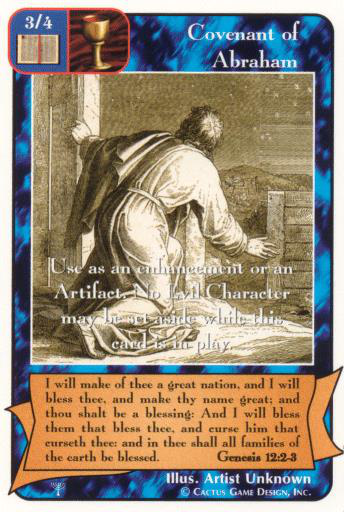 3/4
Covenant of
Abraham
Use as an enhancement or an
Artifact. No Evil Character
may be set aside while this
card is in play.
I will make of thee a great nation, and I will
bless thee, and make thy name great; and
thou shalt be a blessing: And I will bless
them that bless thee, and curse him that
curseth thee: and in thee shall all families of
the earth be blessed. Genesis 12:2-3
Illus. Artist Unknown
© Cactus Game Design, Inc.